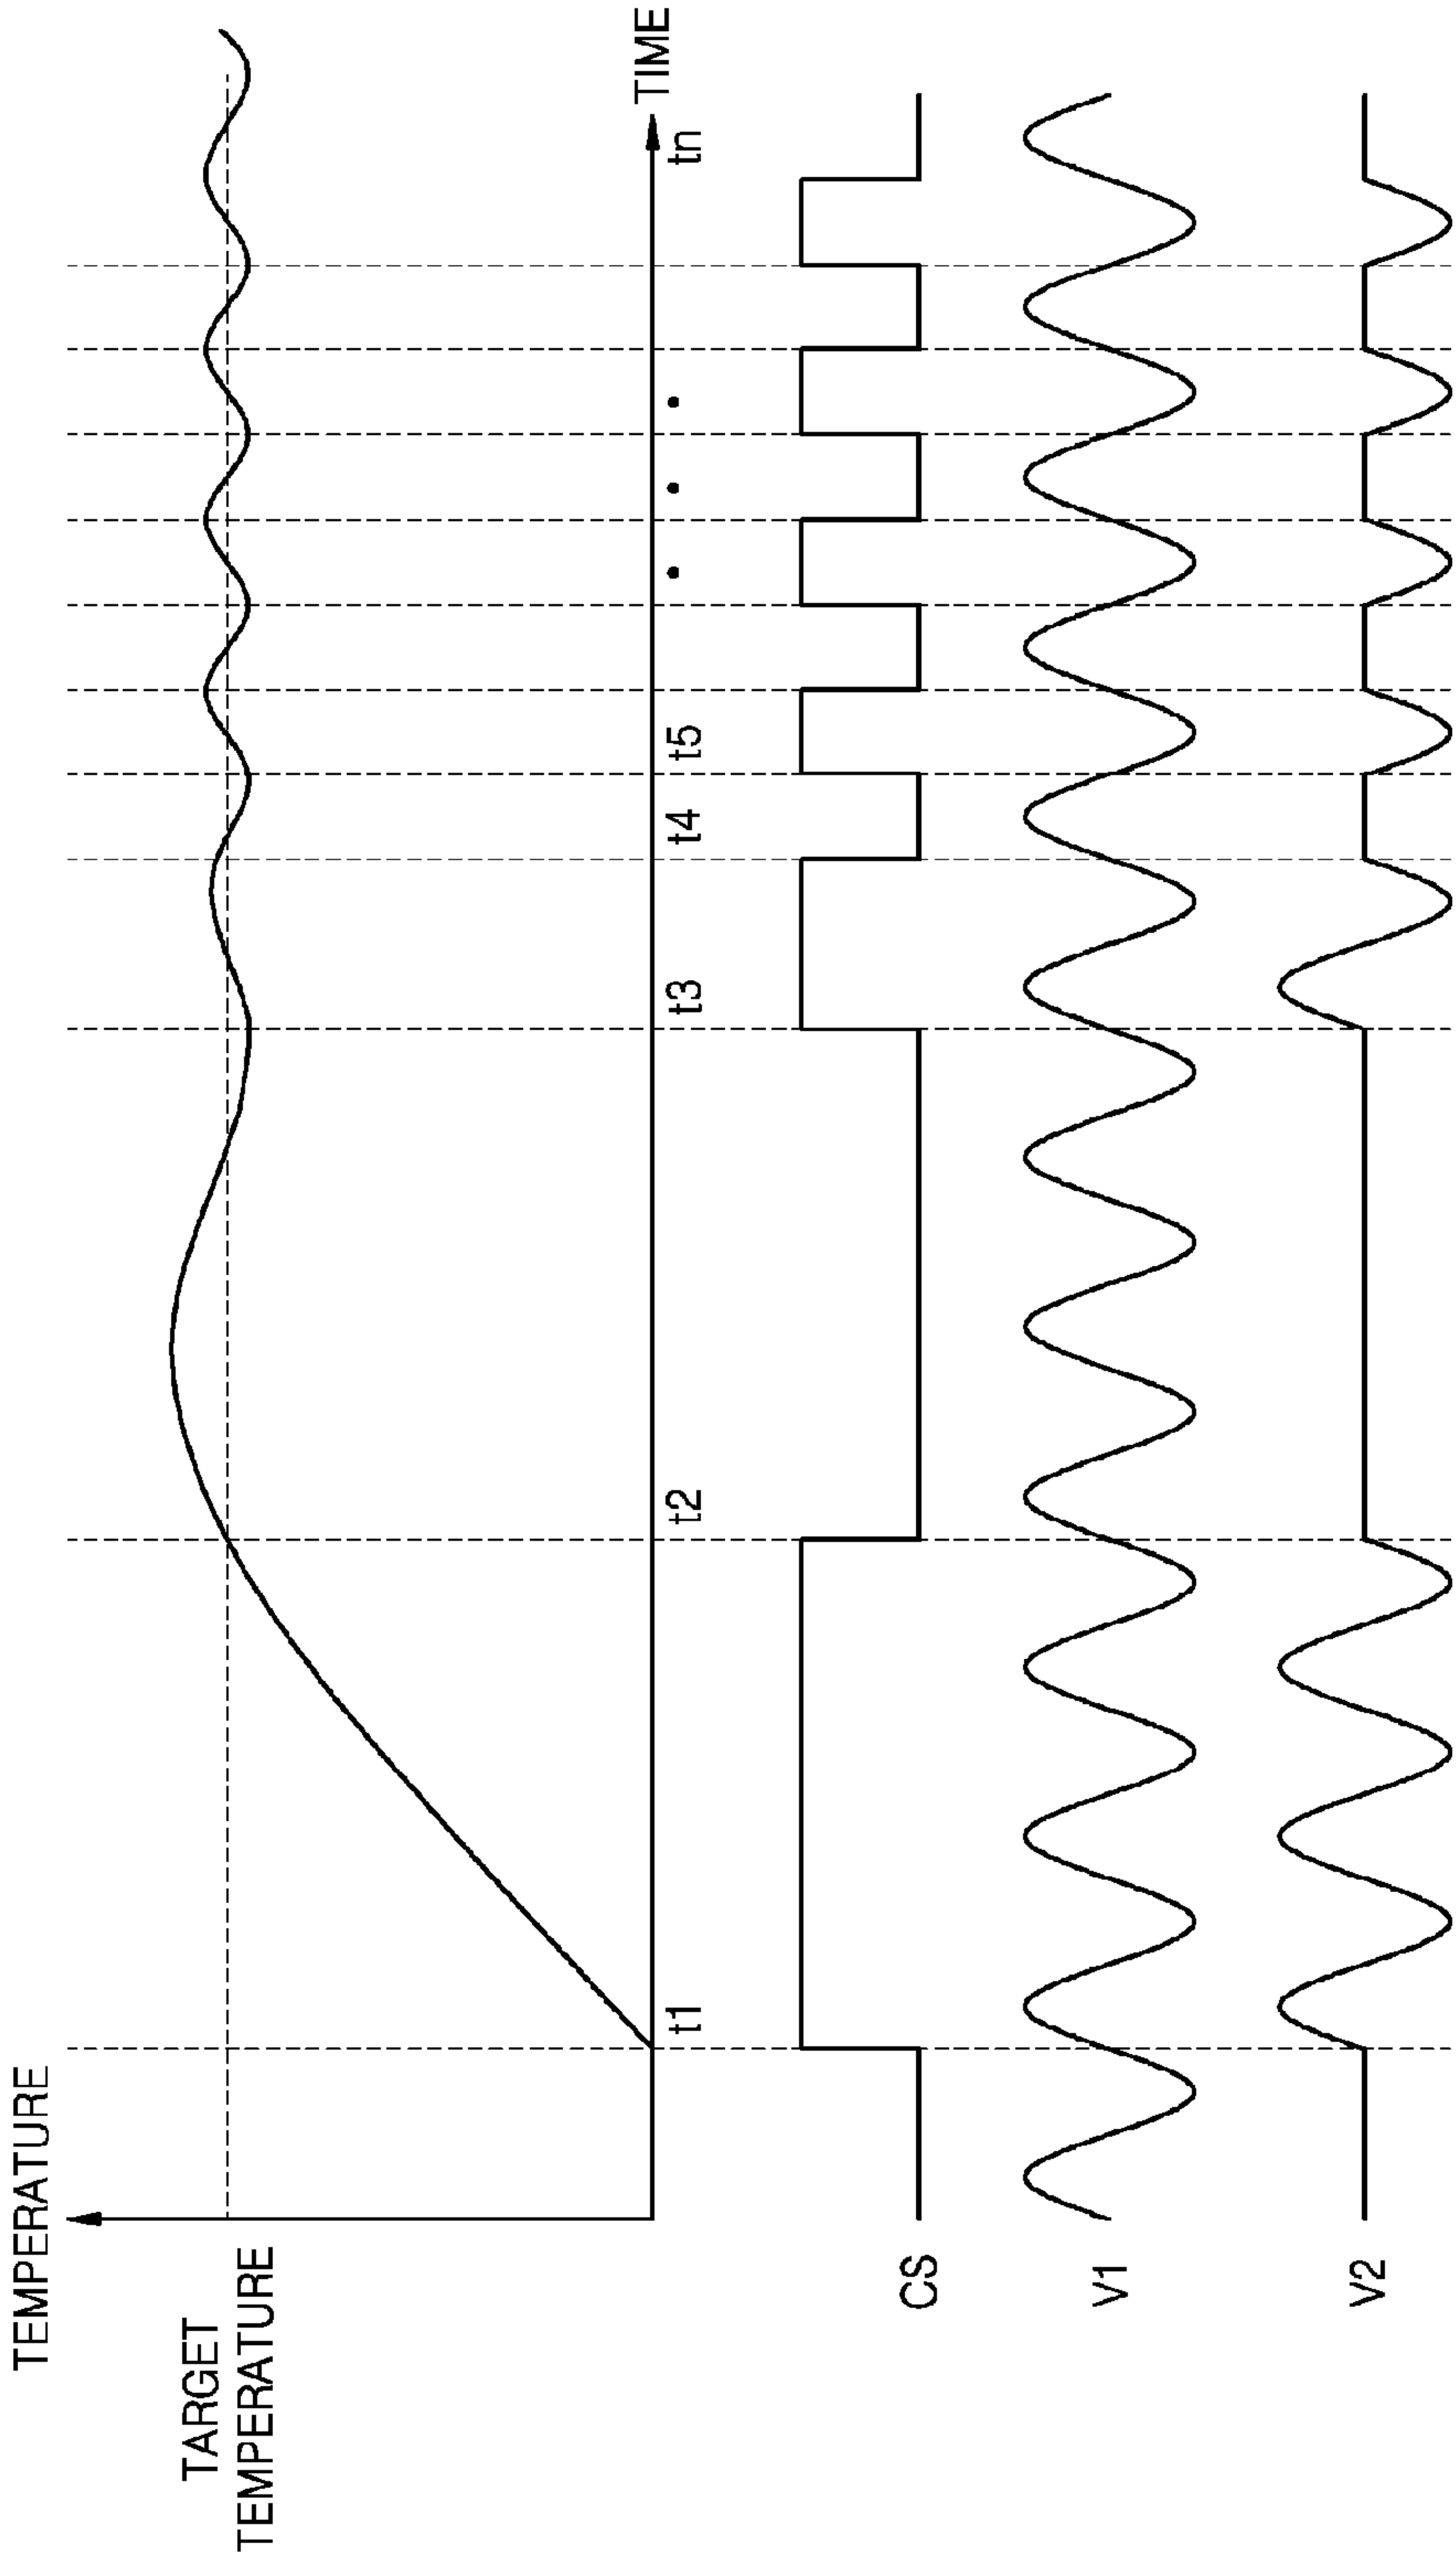 TEMPERATURE
TARGET
TEMPERATURE
TIME
t1 t2 t3 t4 t5 • • • tn
CS
V1
V2